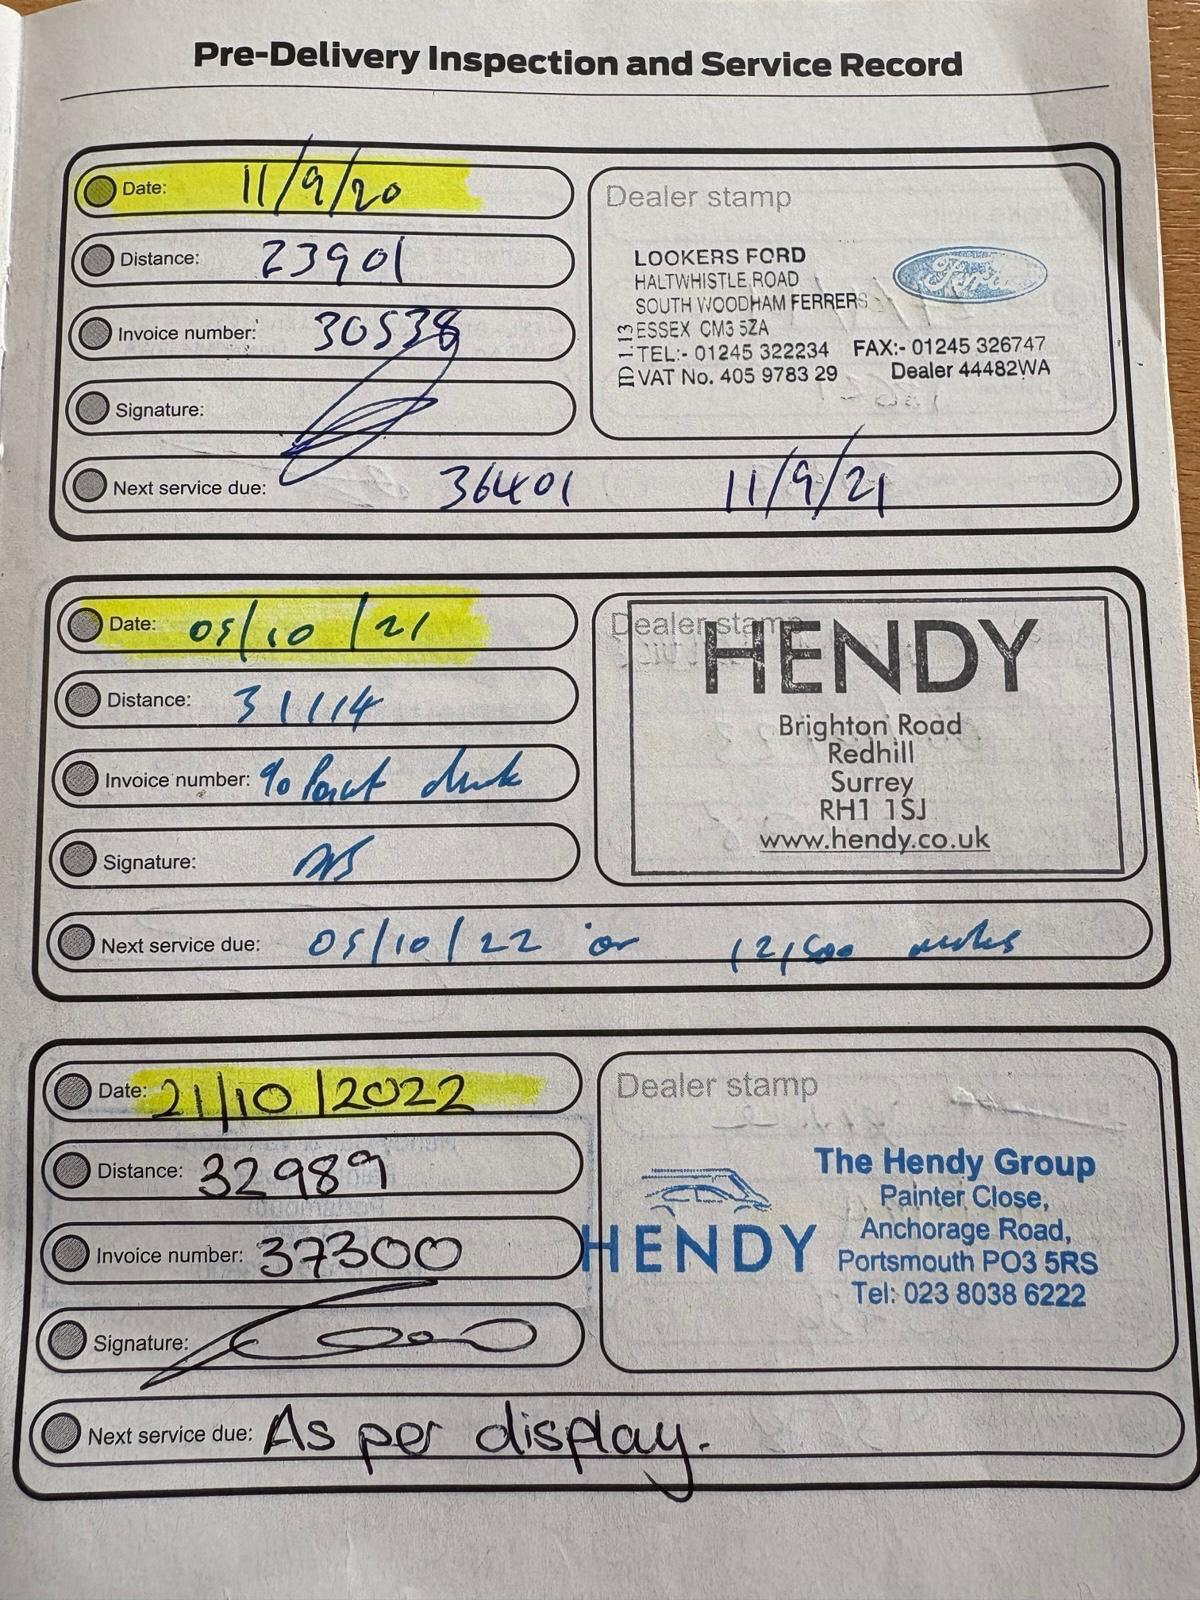 Pre-Delivery Inspection and Service Record
Date: 11/9/20
Distance: 23901
Invoice number: 30538
Signature:
Dealer stamp
LOOKERS FORD
HALTWHISTLE ROAD
SOUTH WOODHAM FERRERS
ESSEX CM3 5ZA
TEL:- 01245 322234 FAX:- 01245 326747
VAT No. 405 9783 29 Dealer 44482WA
ID 1.13
Ford
Next service due: 36401 11/9/21
Date: 05/10/21
Distance: 31114
Invoice number:
Signature:
Dealer stamp
HENDY
Brighton Road
Redhill
Surrey
RH1 1SJ
www.hendy.co.uk
Next service due: 05/10/22 or 12,500 miles
Date: 21/10/2022
Distance: 32989
Invoice number: 37300
Signature:
Dealer stamp
HENDY
The Hendy Group
Painter Close,
Anchorage Road,
Portsmouth PO3 5RS
Tel: 023 8038 6222
Next service due: As per display.